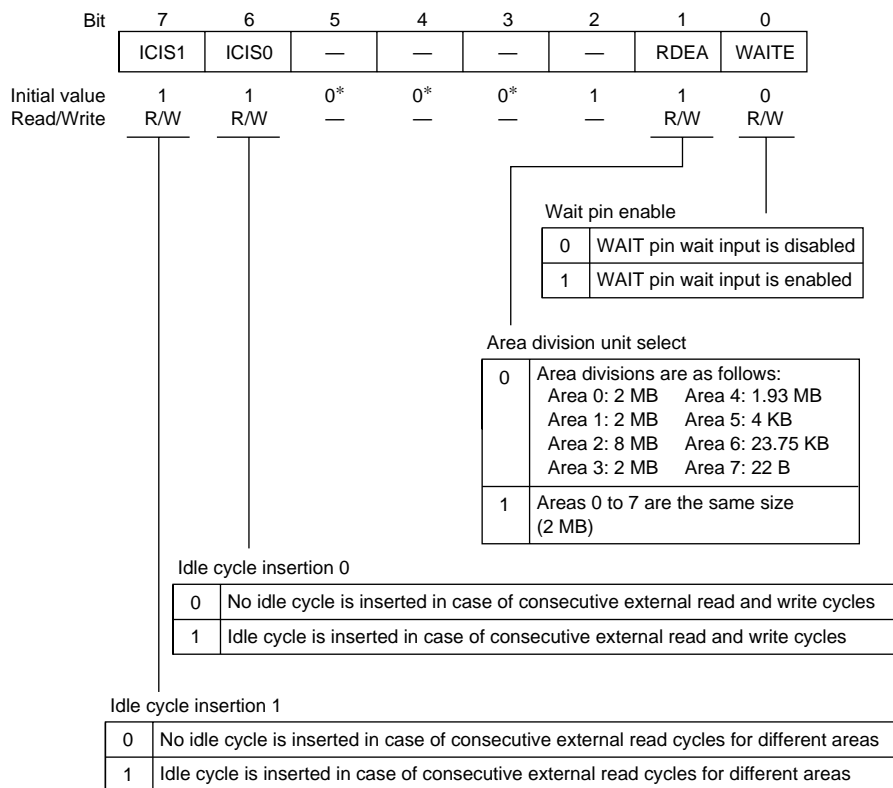 Bit 7 6 5 4 3 2 1 0
ICIS1 ICIS0 — — — — RDEA WAITE
Initial value 1 1 0* 0* 0* 1 1 0
Read/Write R/W R/W — — — — R/W R/W
Wait pin enable
0 WAIT pin wait input is disabled
1 WAIT pin wait input is enabled
Area division unit select
0 Area divisions are as follows:
Area 0: 2 MB Area 4: 1.93 MB
Area 1: 2 MB Area 5: 4 KB
Area 2: 8 MB Area 6: 23.75 KB
Area 3: 2 MB Area 7: 22 B
1 Areas 0 to 7 are the same size
(2 MB)
Idle cycle insertion 0
0 No idle cycle is inserted in case of consecutive external read and write cycles
1 Idle cycle is inserted in case of consecutive external read and write cycles
Idle cycle insertion 1
0 No idle cycle is inserted in case of consecutive external read cycles for different areas
1 Idle cycle is inserted in case of consecutive external read cycles for different areas